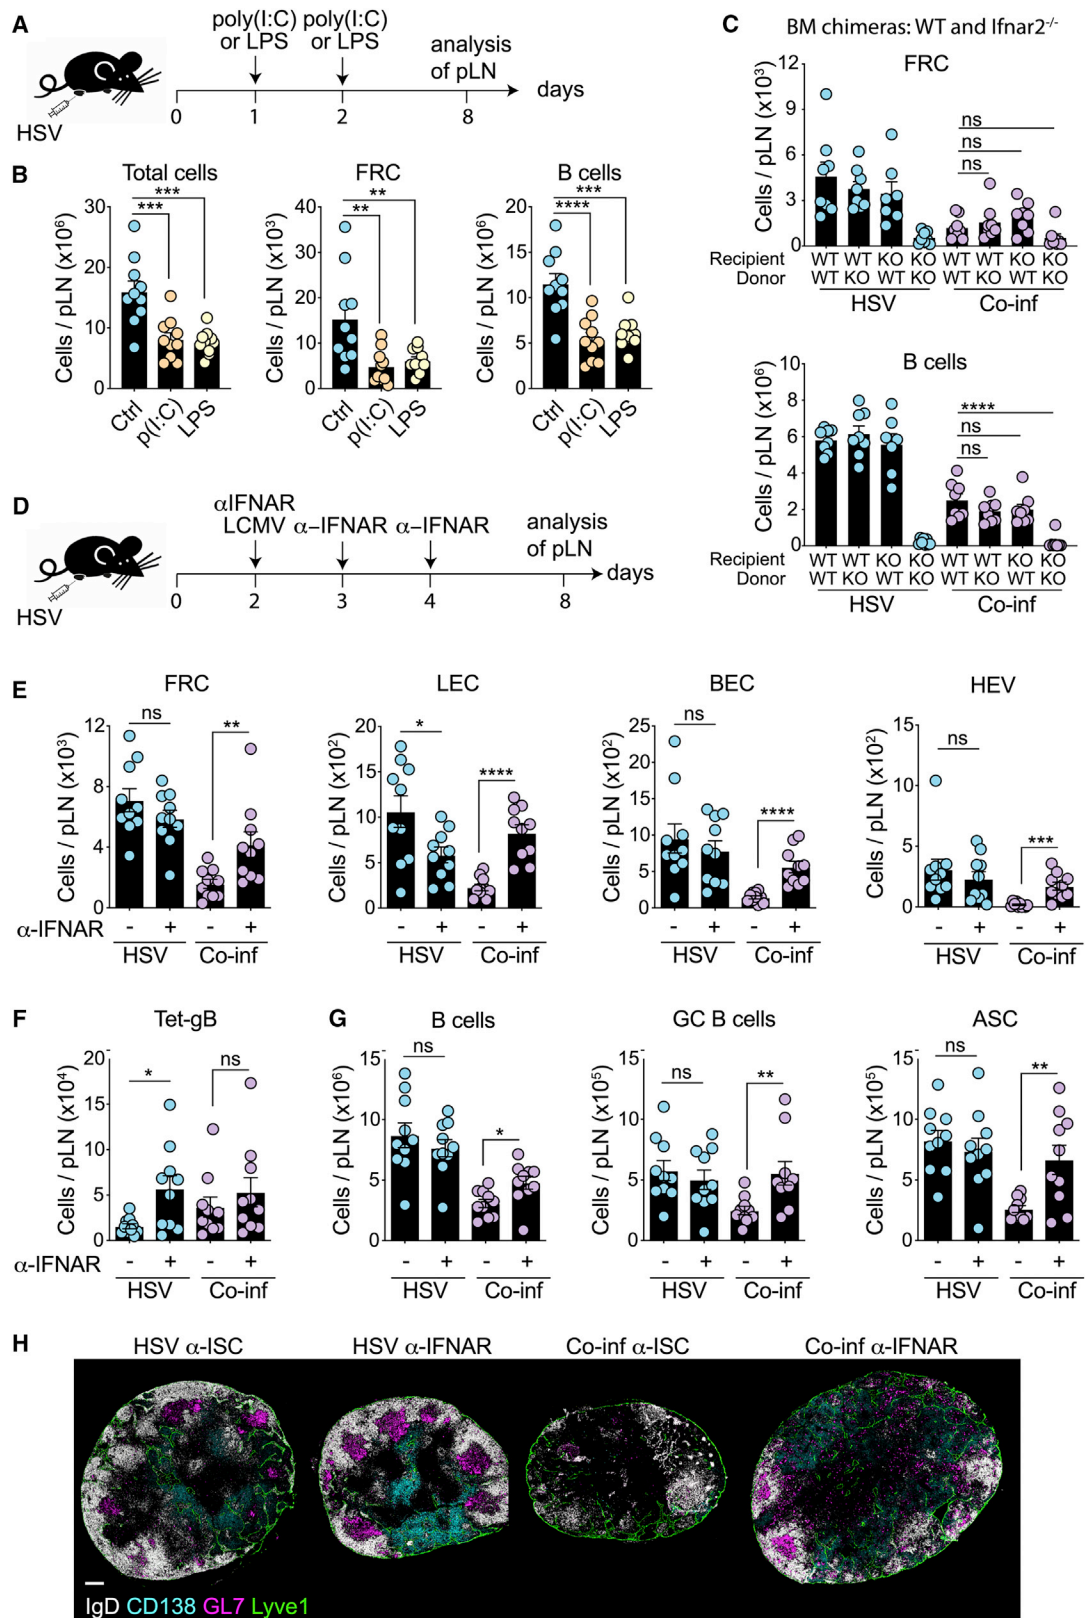 A
poly(I:C) poly(I:C)
or LPS or LPS
analysis
of pLN
days
0 1 2 8
HSV
B
Total cells
FRC
B cells
Cells / pLN (x10⁶)
30
20
10
0
***
***
Ctrl
p(I:C)
LPS
Cells / pLN (x10³)
40
30
20
10
0
**
**
Ctrl
p(I:C)
LPS
Cells / pLN (x10⁶)
20
15
10
5
0
***
****
Ctrl
p(I:C)
LPS
C
BM chimeras: WT and Ifnar2⁻/⁻
FRC
Cells / pLN (x10³)
12
9
6
3
0
ns
ns
ns
Recipient WT WT KO KO WT WT KO KO
Donor WT KO WT KO WT KO WT KO
HSV Co-inf
B cells
Cells / pLN (x10⁶)
10
8
6
4
2
0
****
ns
ns
Recipient WT WT KO KO WT WT KO KO
Donor WT KO WT KO WT KO WT KO
HSV Co-inf
D
αIFNAR
LCMV α–IFNAR α–IFNAR
analysis
of pLN
days
0 2 3 4 8
HSV
E
FRC
Cells / pLN (x10³)
12
9
6
3
0
ns
**
α-IFNAR - + - +
HSV Co-inf
LEC
Cells / pLN (x10²)
20
15
10
5
0
*
****
- + - +
HSV Co-inf
BEC
Cells / pLN (x10²)
25
20
15
10
5
0
ns
****
- + - +
HSV Co-inf
HEV
Cells / pLN (x10²)
15
10
5
0
ns
***
- + - +
HSV Co-inf
F
Tet-gB
Cells / pLN (x10⁴)
20
15
10
5
0
*
ns
α-IFNAR - + - +
HSV Co-inf
G
B cells
Cells / pLN (x10⁶)
15
10
5
0
ns
*
- + - +
HSV Co-inf
GC B cells
Cells / pLN (x10⁵)
15
10
5
0
ns
**
- + - +
HSV Co-inf
ASC
Cells / pLN (x10⁵)
15
10
5
0
ns
**
- + - +
HSV Co-inf
H
HSV α-ISC HSV α-IFNAR Co-inf α-ISC Co-inf α-IFNAR
IgD CD138 GL7 Lyve1